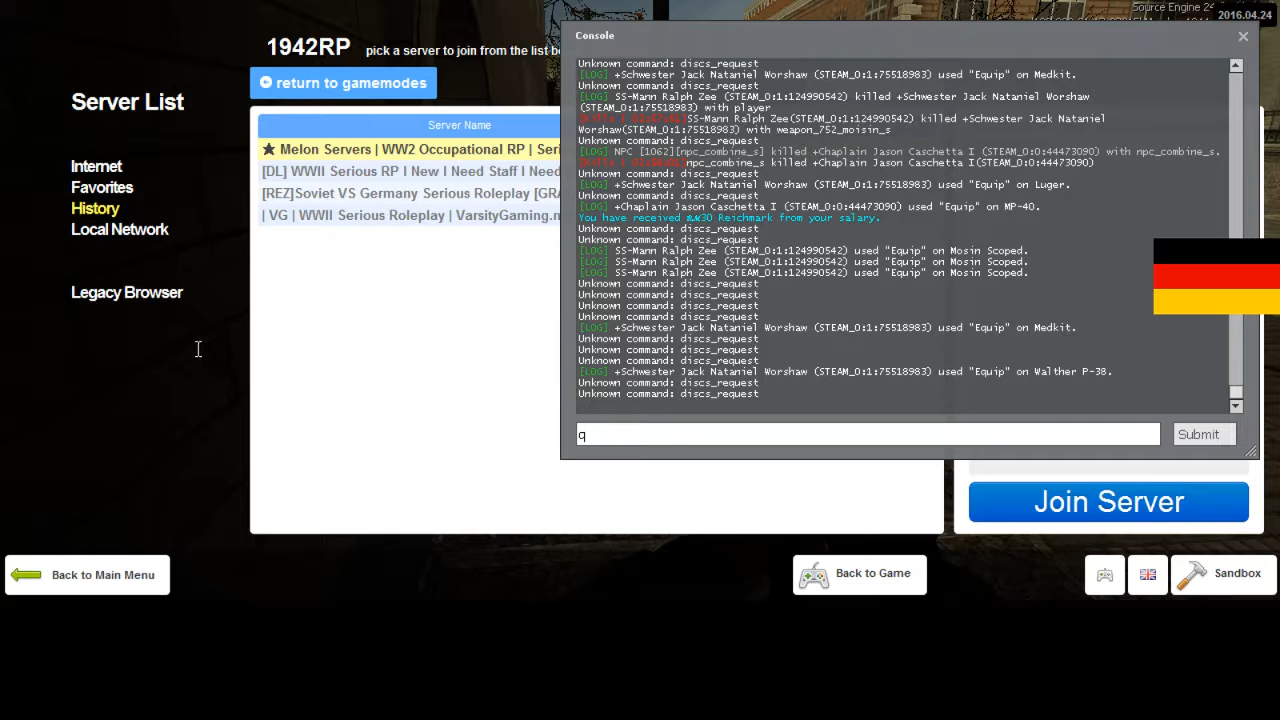 Source Engine 24
2016.04.24
1942RP pick a server to join from the list be
return to gamemodes
Server List
Internet
Favorites
History
Local Network
Legacy Browser
Server Name
Melon Servers | WW2 Occupational RP | Seri
[DL] WWII Serious RP I New I Need Staff I Need
[REZ]Soviet VS Germany Serious Roleplay [GRA
| VG | WWII Serious Roleplay | VarsityGaming.n
Console
Unknown command: discs_request
[LOG] +Schwester Jack Nataniel Worshaw (STEAM_0:1:75518983) used "Equip" on Medkit.
Unknown command: discs_request
[LOG] SS-Mann Ralph Zee (STEAM_0:1:124990542) killed +Schwester Jack Nataniel Worshaw
(STEAM_0:1:75518983) with player
SS-Mann Ralph Zee(STEAM_0:1:124990542) killed +Schwester Jack Nataniel
Worshaw(STEAM_0:1:75518983) with weapon_752_moisin_s
Unknown command: discs_request
[LOG] NPC [1062][npc_combine_s] killed +Chaplain Jason Caschetta I (STEAM_0:0:44473090) with npc_combine_s.
npc_combine_s killed +Chaplain Jason Caschetta I(STEAM_0:0:44473090)
Unknown command: discs_request
[LOG] +Schwester Jack Nataniel Worshaw (STEAM_0:1:75518983) used "Equip" on Luger.
Unknown command: discs_request
[LOG] +Chaplain Jason Caschetta I (STEAM_0:0:44473090) used "Equip" on MP-40.
You have received 30 Reichmark from your salary.
Unknown command: discs_request
Unknown command: discs_request
[LOG] SS-Mann Ralph Zee (STEAM_0:1:124990542) used "Equip" on Mosin Scoped.
[LOG] SS-Mann Ralph Zee (STEAM_0:1:124990542) used "Equip" on Mosin Scoped.
[LOG] SS-Mann Ralph Zee (STEAM_0:1:124990542) used "Equip" on Mosin Scoped.
Unknown command: discs_request
Unknown command: discs_request
Unknown command: discs_request
Unknown command: discs_request
[LOG] +Schwester Jack Nataniel Worshaw (STEAM_0:1:75518983) used "Equip" on Medkit.
Unknown command: discs_request
Unknown command: discs_request
Unknown command: discs_request
[LOG] +Schwester Jack Nataniel Worshaw (STEAM_0:1:75518983) used "Equip" on Walther P-38.
Unknown command: discs_request
Unknown command: discs_request
q
Submit
Join Server
Back to Main Menu
Back to Game
Sandbox